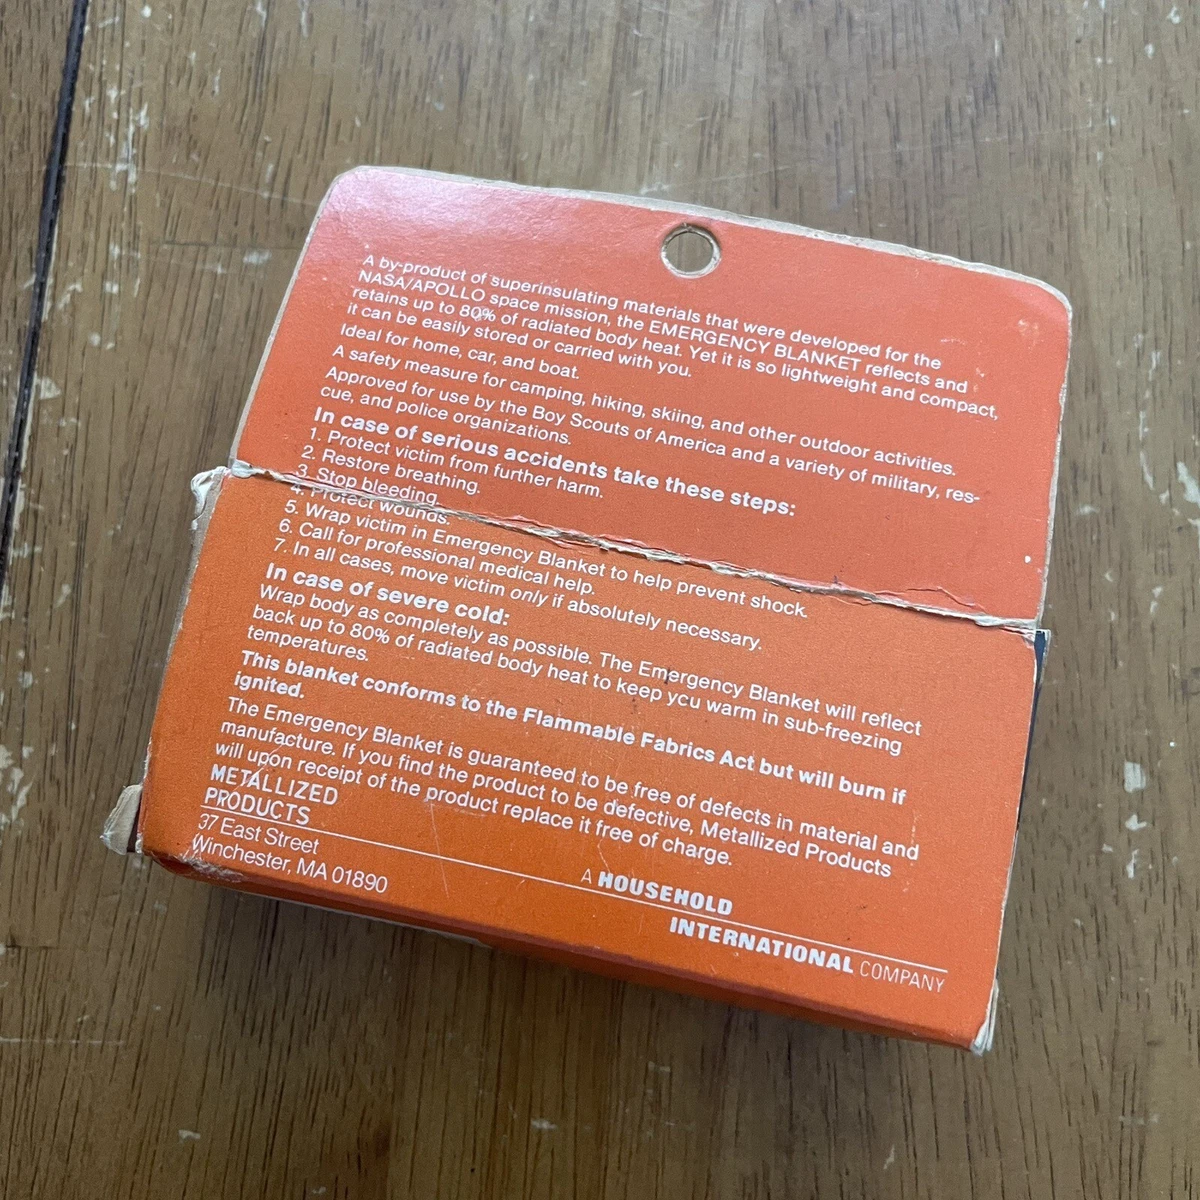 A by-product of superinsulating materials that were developed for the
NASA/APOLLO space mission, the EMERGENCY BLANKET reflects and
retains up to 80% of radiated body heat. Yet it is so lightweight and compact,
it can be easily stored or carried with you.
Ideal for home, car, and boat.
A safety measure for camping, hiking, skiing, and other outdoor activities.
Approved for use by the Boy Scouts of America and a variety of military, res-
cue, and police organizations.
In case of serious accidents take these steps:
1. Protect victim from further harm.
2. Restore breathing.
3. Stop bleeding.
4. Protect wounds.
5. Wrap victim in Emergency Blanket to help prevent shock.
6. Call for professional medical help.
7. In all cases, move victim only if absolutely necessary.
In case of severe cold:
Wrap body as completely as possible. The Emergency Blanket will reflect
back up to 80% of radiated body heat to keep you warm in sub-freezing
temperatures.
This blanket conforms to the Flammable Fabrics Act but will burn if
ignited.
The Emergency Blanket is guaranteed to be free of defects in material and
manufacture. If you find the product to be defective, Metallized Products
will upon receipt of the product replace it free of charge.
METALLIZED
PRODUCTS
37 East Street
Winchester, MA 01890
A HOUSEHOLD
INTERNATIONAL COMPANY